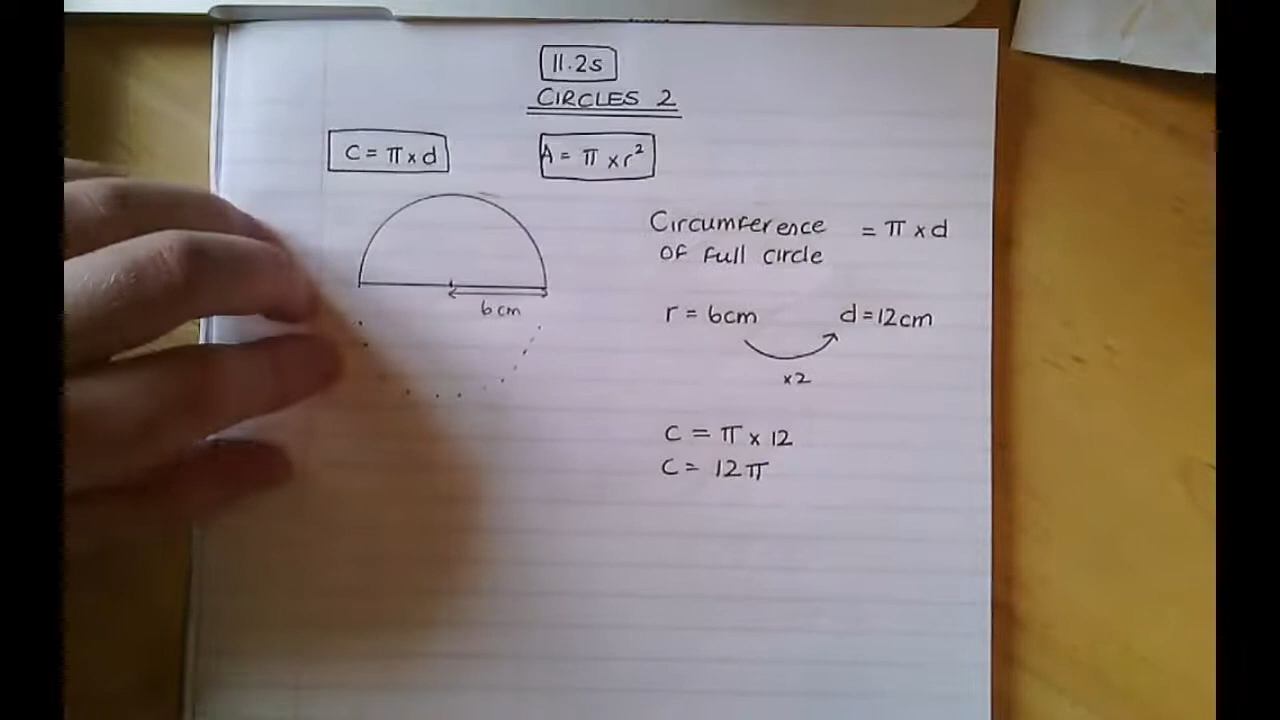 11.2s
CIRCLES 2
C = π x d
A = π x r²
6cm
Circumference = π x d
of full circle
r = 6cm d = 12cm
x2
C = π x 12
C = 12π